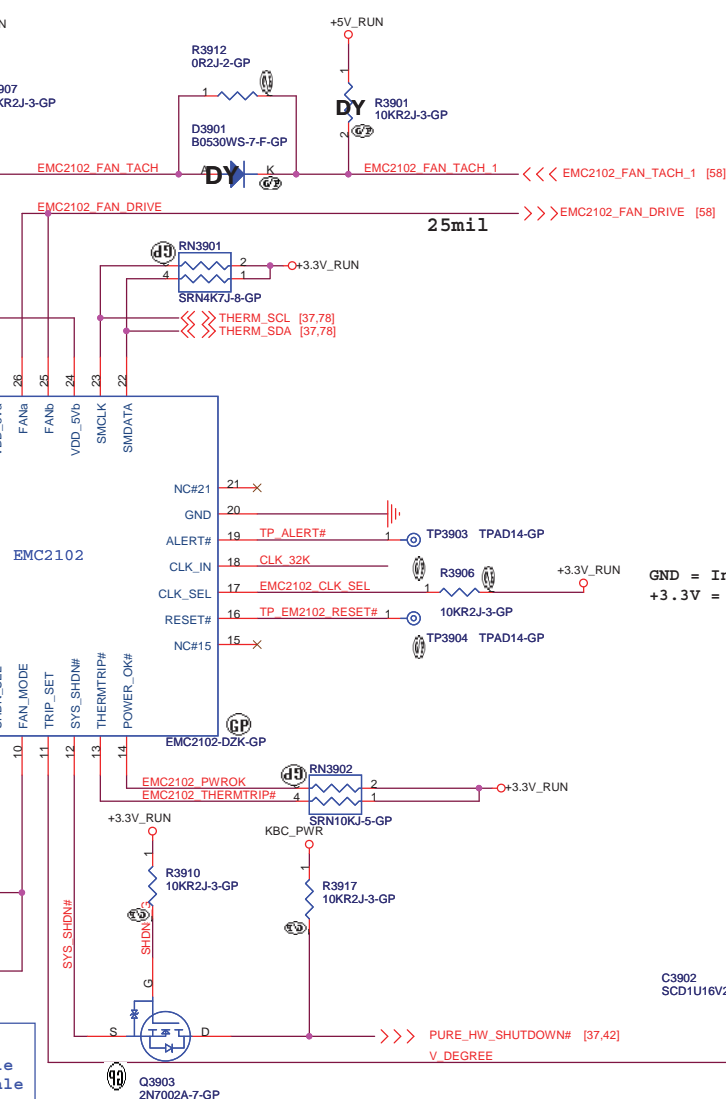 +5V_RUN
R3912
0R2J-2-GP
1
1
907
KR2J-3-GP
DY
R3901
10KR2J-3-GP
2
D3901
B0530WS-7-F-GP
EMC2102_FAN_TACH
A
DY
K
EMC2102_FAN_TACH_1
EMC2102_FAN_TACH_1 [58]
EMC2102_FAN_DRIVE
EMC2102_FAN_DRIVE [58]
25mil
GP
RN3901
2
+3.3V_RUN
4
1
SRN4K7J-8-GP
THERM_SCL [37,78]
THERM_SDA [37,78]
26
25
24
23
22
FANa
FANb
VDD_5Vb
SMCLK
SMDATA
NC#21
21
GND
20
ALERT#
19
TP_ALERT#
1
TP3903 TPAD14-GP
EMC2102
CLK_IN
18
CLK_32K
CLK_SEL
17
EMC2102_CLK_SEL
1
R3906
+3.3V_RUN
10KR2J-3-GP
GND = In
+3.3V =
RESET#
16
TP_EM2102_RESET#
1
TP3904 TPAD14-GP
NC#15
15
FAN_MODE
TRIP_SET
SYS_SHDN#
THERMTRIP#
POWER_OK#
10
11
12
13
14
GP
EMC2102-DZK-GP
EMC2102_PWROK
EMC2102_THERMTRIP#
GP
RN3902
2
+3.3V_RUN
4
1
SRN10KJ-5-GP
+3.3V_RUN
KBC_PWR
1
R3910
10KR2J-3-GP
1
R3917
10KR2J-3-GP
SYS_SHDN#
G
S
D
PURE_HW_SHUTDOWN# [37,42]
V_DEGREE
Q3903
2N7002A-7-GP
C3902
SCD1U16V2